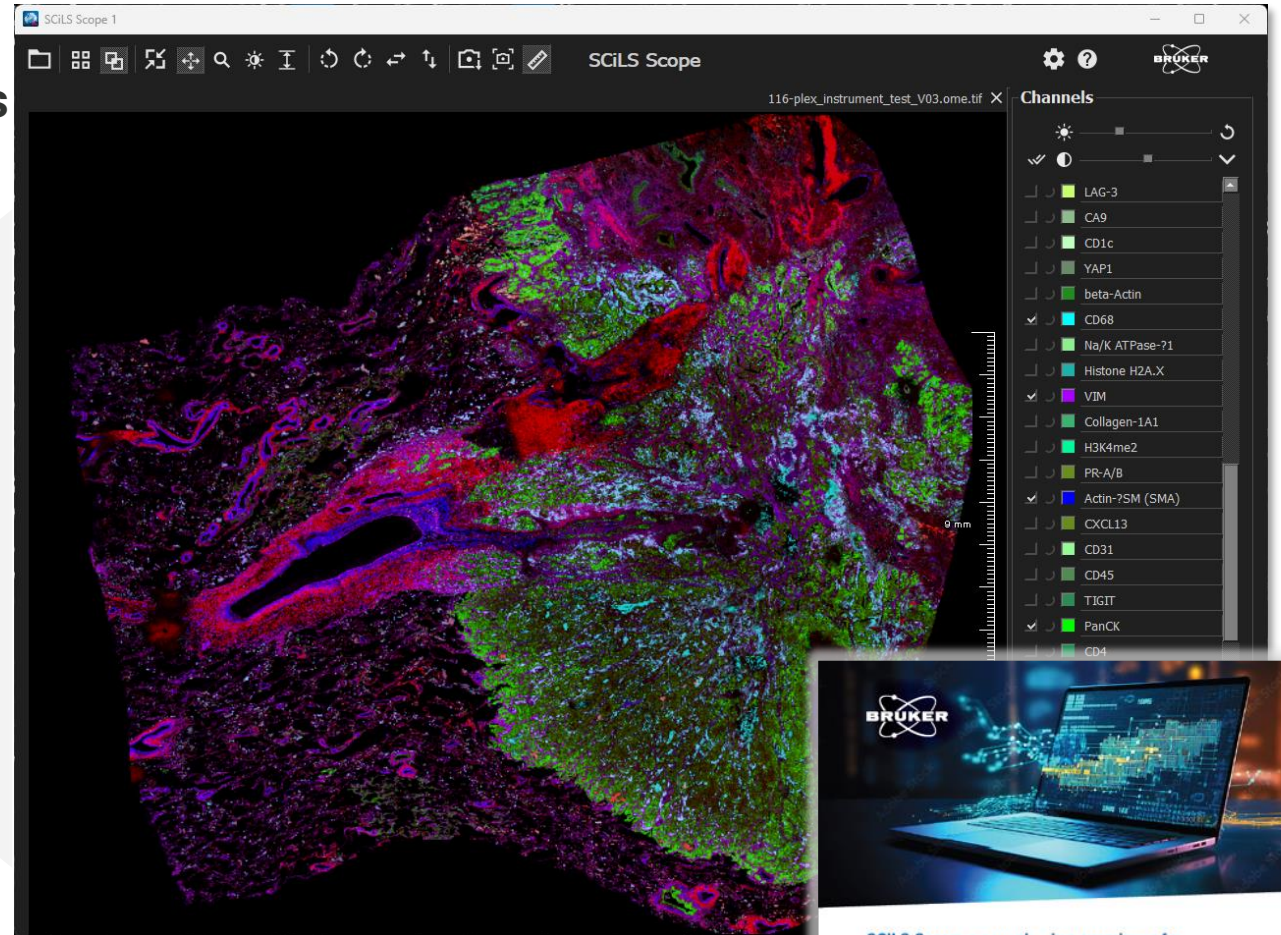 SCiLS Scope 1
SCiLS Scope
BRUKER
s
116-plex_instrument_test_V03.ome.tif
Channels
LAG-3
CA9
CD1c
YAP1
beta-Actin
CD68
Na/K ATPase-?1
Histone H2A.X
VIM
Collagen-1A1
H3K4me2
PR-A/B
Actin-?SM (SMA)
CXCL13
CD31
CD45
TIGIT
PanCK
CD4
9 mm
BRUKER